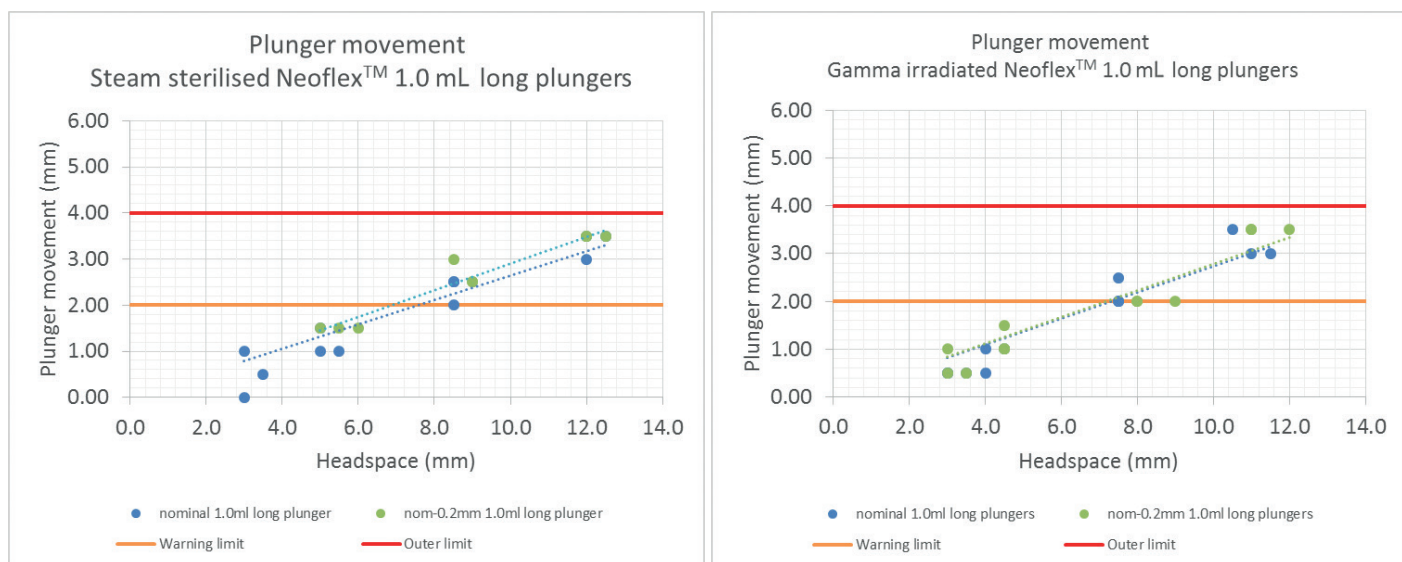 Plunger movement
Steam sterilised Neoflex™ 1.0 mL long plungers
6.00
5.00
4.00
3.00
2.00
1.00
0.00
Plunger movement (mm)
0.0 2.0 4.0 6.0 8.0 10.0 12.0 14.0
Headspace (mm)
nominal 1.0ml long plunger nom-0.2mm 1.0ml long plunger
Warning limit Outer limit
Plunger movement
Gamma irradiated Neoflex™ 1.0 mL long plungers
6.00
5.00
4.00
3.00
2.00
1.00
0.00
Plunger movement (mm)
0.0 2.0 4.0 6.0 8.0 10.0 12.0 14.0
Headspace (mm)
nominal 1.0ml long plungers nom-0.2mm 1.0ml long plungers
Warning limit Outer limit